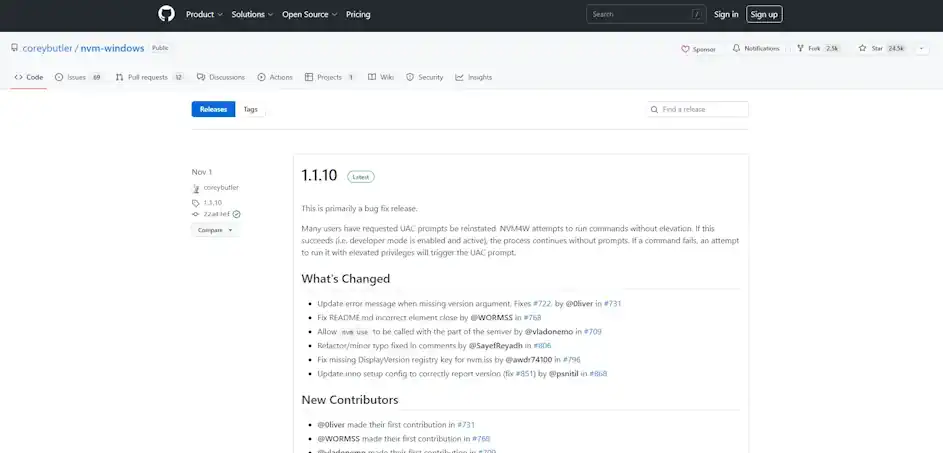 Product Solutions Open Source Pricing Search / Sign in Sign up
coreybutler / nvm-windows Public Sponsor Notifications Fork 2.5k Star 24.5k
Code Issues 69 Pull requests 12 Discussions Actions Projects 1 Wiki Security Insights
Releases Tags Find a release
Nov 1
coreybutler
1.1.10
Compare
1.1.10 Latest
This is primarily a bug fix release.
Many users have requested UAC prompts be reinstated. NVM4W attempts to run commands without elevation. If this
succeeds (i.e. developer mode is enabled and active), the process continues without prompts. If a command fails, an attempt
to run it with elevated privileges will trigger the UAC prompt.
What's Changed
Update error message when missing version argument. Fixes #722. by @0liver in #731
Fix README.md incorrect element close by @WORMSS in #768
Allow nvm use to be called with the part of the semver by @vladonemo in #709
Refactor/minor typo fixed in comments by @SayefReyadh in #806
Fix missing DisplayVersion registry key for nvm.iss by @awdr74100 in #796
Update inno setup config to correctly report version (fix #851) by @psnitil in #868
New Contributors
@0liver made their first contribution in #731
@WORMSS made their first contribution in #768
@vladonemo made their first contribution in #709